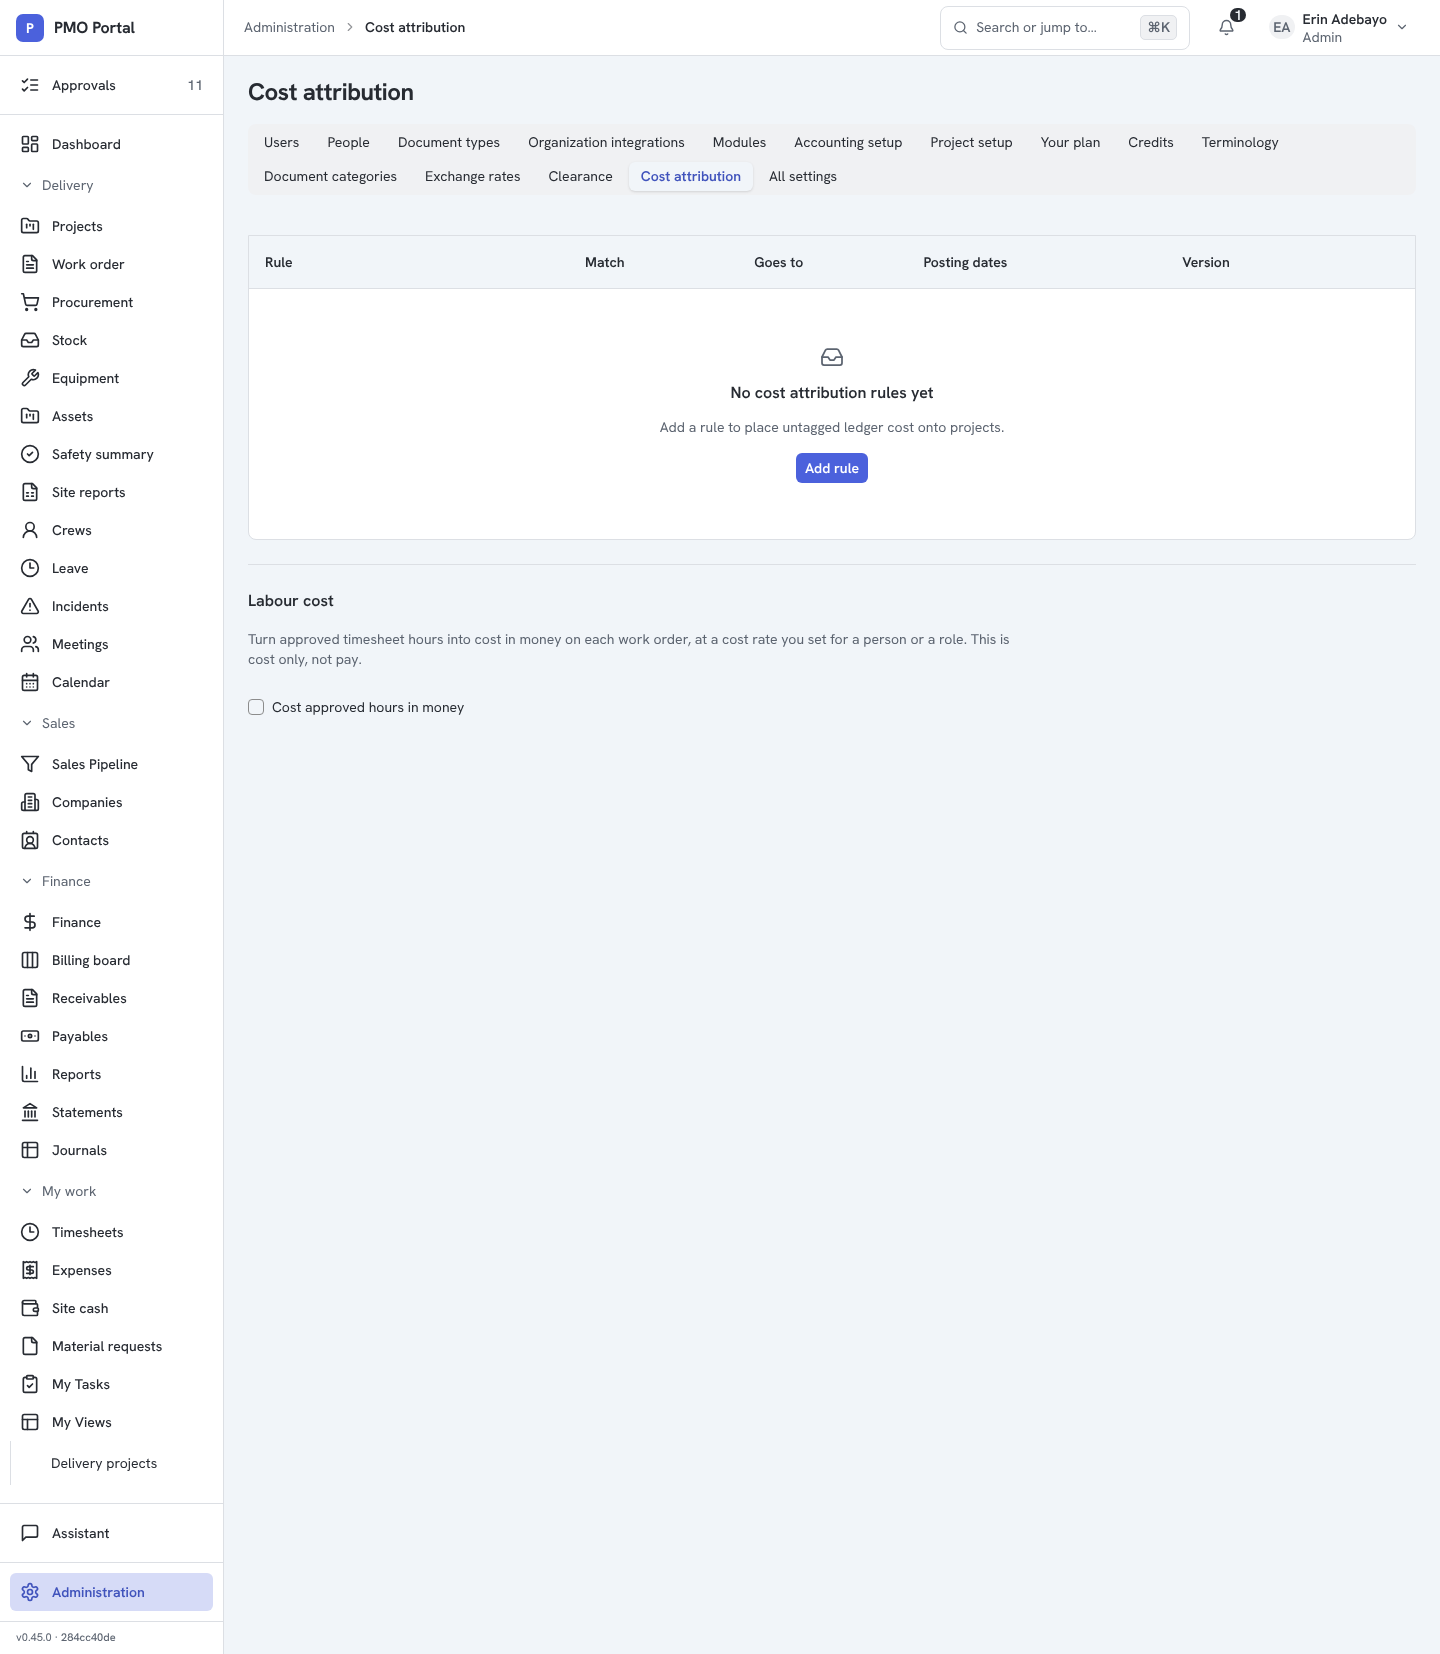 P
PMO Portal
Administration
Cost attribution
Search or jump to...
⌘K
1
EA
Erin Adebayo
Admin
Approvals
11
Dashboard
Delivery
Projects
Work order
Procurement
Stock
Equipment
Assets
Safety summary
Site reports
Crews
Leave
Incidents
Meetings
Calendar
Sales
Sales Pipeline
Companies
Contacts
Finance
Finance
Billing board
Receivables
Payables
Reports
Statements
Journals
My work
Timesheets
Expenses
Site cash
Material requests
My Tasks
My Views
Delivery projects
Assistant
Administration
v0.45.0 · 284cc40de
Cost attribution
Users People Document types Organization integrations Modules Accounting setup Project setup Your plan Credits Terminology
Document categories Exchange rates Clearance Cost attribution All settings
Rule Match Goes to Posting dates Version
No cost attribution rules yet
Add a rule to place untagged ledger cost onto projects.
Add rule
Labour cost
Turn approved timesheet hours into cost in money on each work order, at a cost rate you set for a person or a role. This is
cost only, not pay.
Cost approved hours in money